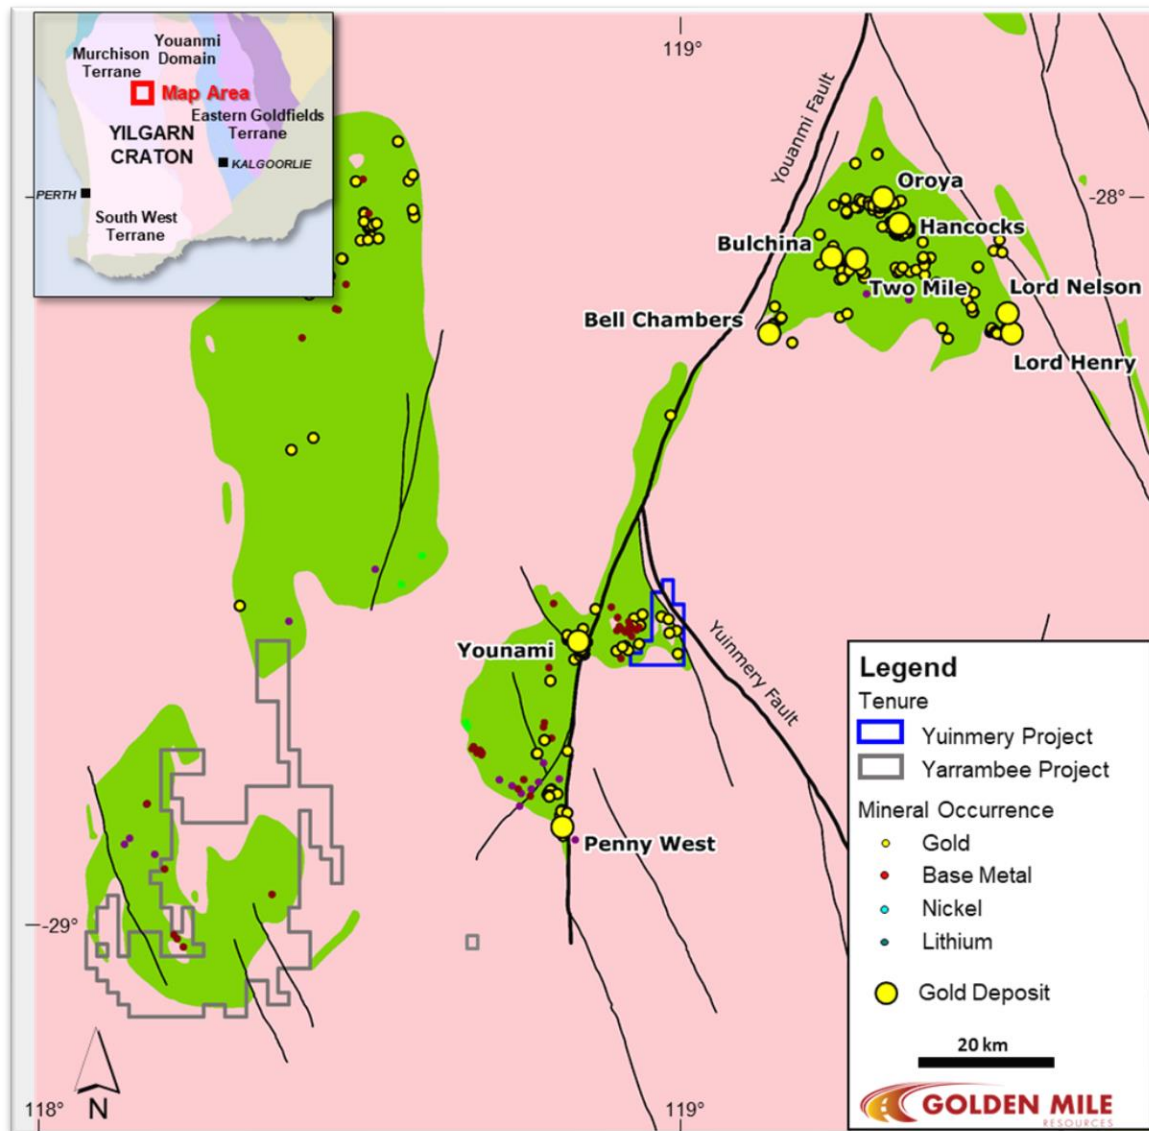 Murchison
Terrane
Youanmi
Domain
Map Area
Eastern Goldfields
Terrane
YILGARN
CRATON
KALGOORLIE
PERTH
South West
Terrane
119°
-28°
Youanmi Fault
Oroya
Hancocks
Bulchina
Two Mile
Lord Nelson
Bell Chambers
Lord Henry
Younami
Yuinmery Fault
Penny West
-29°
118°
119°
N
Legend
Tenure
Yuinmery Project
Yarrambee Project
Mineral Occurrence
Gold
Base Metal
Nickel
Lithium
Gold Deposit
20 km
GOLDEN MILE
RESOURCES